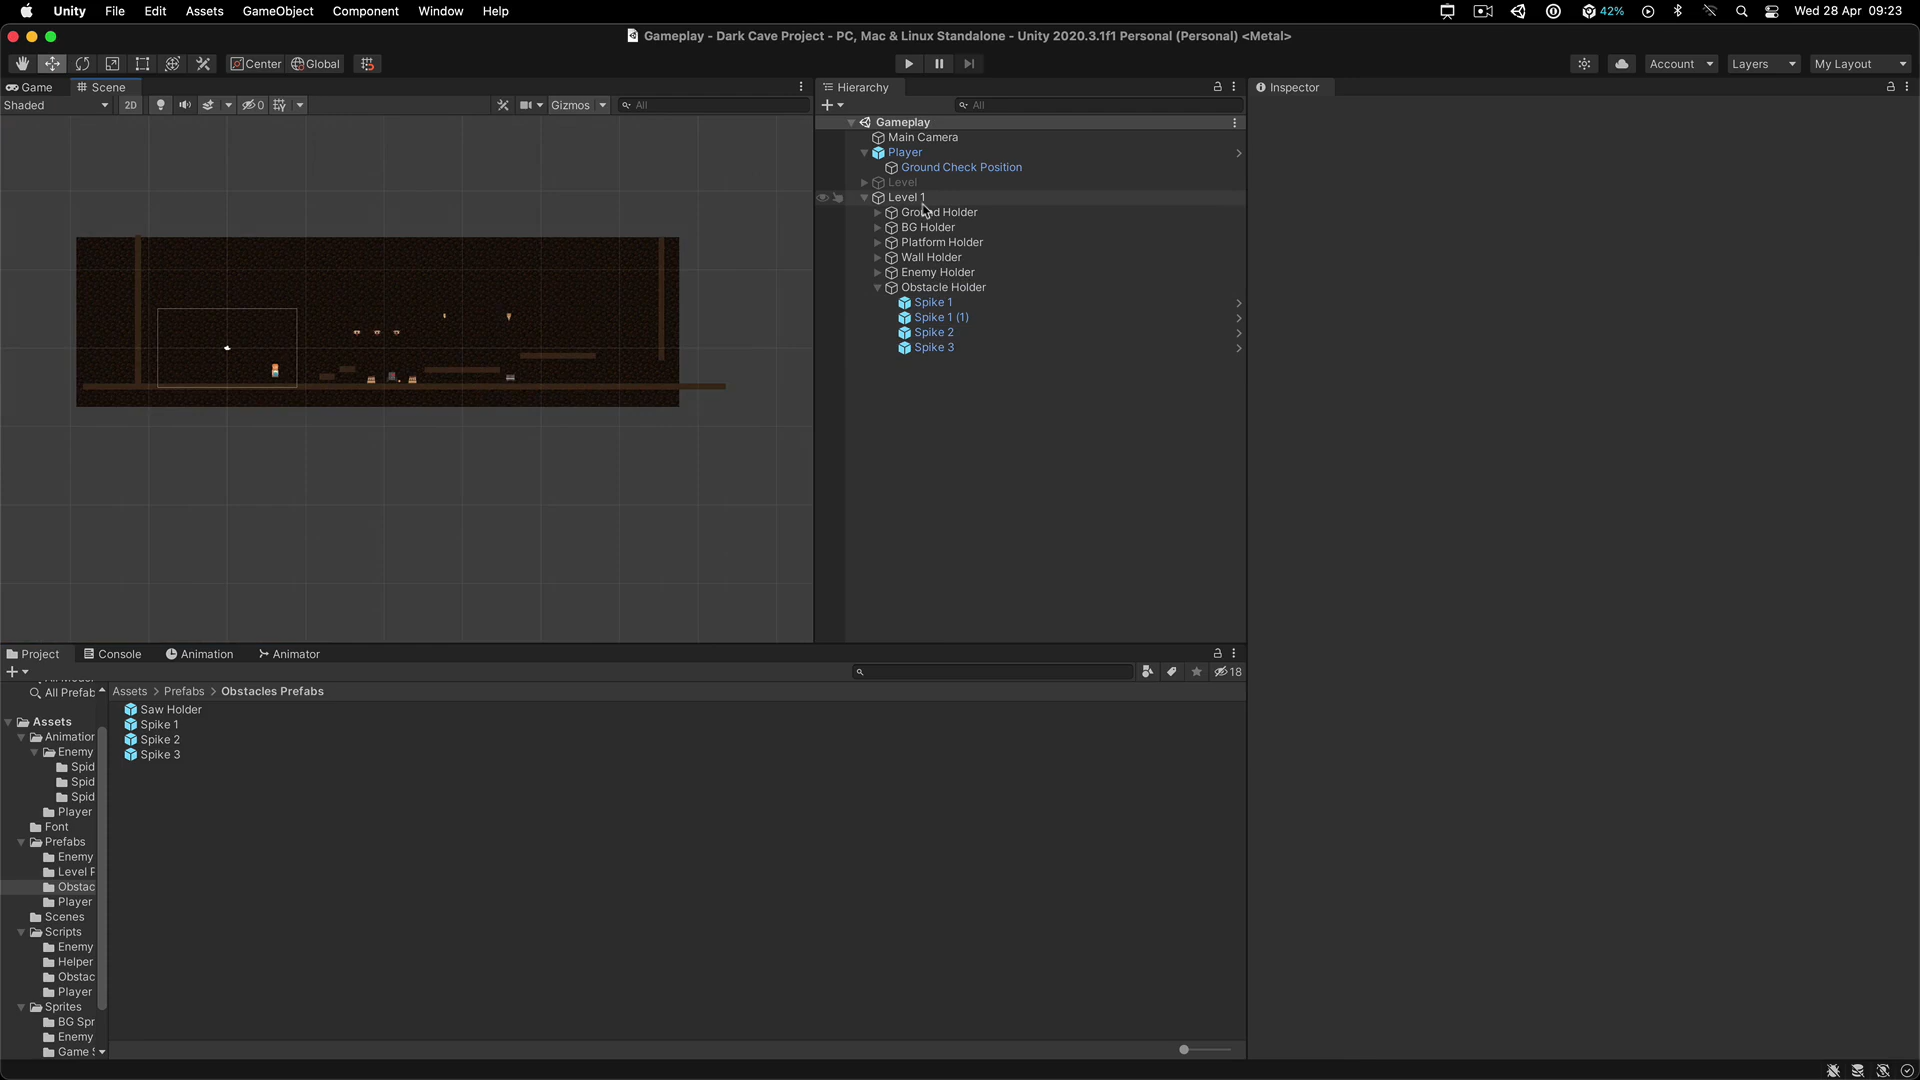 Unity File Edit Assets GameObject Component Window Help
42% Wed 28 Apr 09:23
Gameplay - Dark Cave Project - PC, Mac & Linux Standalone - Unity 2020.3.1f1 Personal (Personal) <Metal>
Center Global
Account Layers My Layout
Game Scene
Shaded 2D 0 Gizmos All
Hierarchy
All
Gameplay
Main Camera
Player
Ground Check Position
Level
Level 1
Ground Holder
BG Holder
Platform Holder
Wall Holder
Enemy Holder
Obstacle Holder
Spike 1
Spike 1 (1)
Spike 2
Spike 3
Inspector
Project Console Animation Animator
18
All Prefab
Assets
Animation
Enemy
Spid
Spid
Spid
Player
Font
Prefabs
Enemy
Level P
Obstac
Player
Scenes
Scripts
Enemy
Helper
Obstac
Player
Sprites
BG Spr
Enemy
Game
Assets > Prefabs > Obstacles Prefabs
Saw Holder
Spike 1
Spike 2
Spike 3